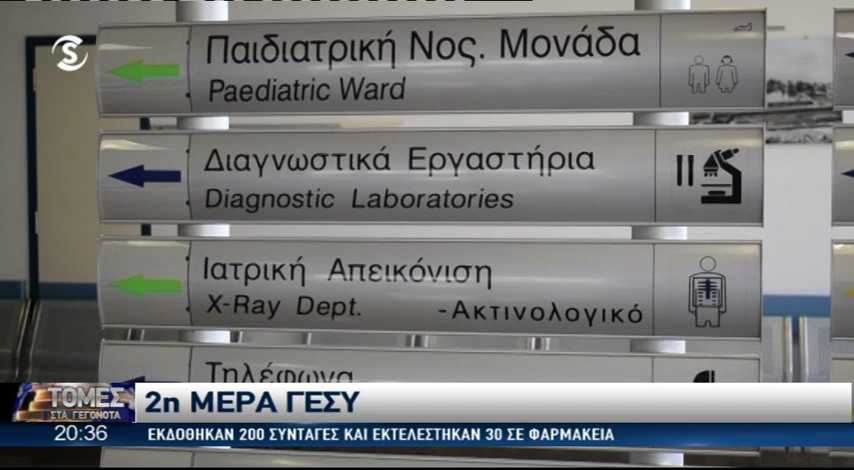 Παιδιατρική Νοσ. Μονάδα
Paediatric Ward
Διαγνωστικά Εργαστήρια
Diagnostic Laboratories
Ιατρική Απεικόνιση
X-Ray Dept. -Ακτινολογικό
Τηλέφωνα
ΤΟΜΕΣ
ΣΤΑ ΓΕΓΟΝΟΤΑ
2η ΜΕΡΑ ΓΕΣΥ
20:36
ΕΚΔΟΘΗΚΑΝ 200 ΣΥΝΤΑΓΕΣ ΚΑΙ ΕΚΤΕΛΕΣΤΗΚΑΝ 30 ΣΕ ΦΑΡΜΑΚΕΙΑ